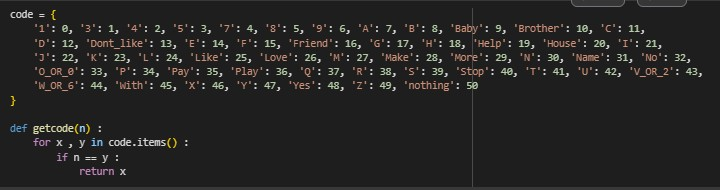 code = {
'1': 0, '3': 1, '4': 2, '5': 3, '7': 4, '8': 5, '9': 6, 'A': 7, 'B': 8, 'Baby': 9, 'Brother': 10, 'C': 11,
'D': 12, 'Dont_like': 13, 'E': 14, 'F': 15, 'Friend': 16, 'G': 17, 'H': 18, 'Help': 19, 'House': 20, 'I': 21,
'J': 22, 'K': 23, 'L': 24, 'Like': 25, 'Love': 26, 'M': 27, 'Make': 28, 'More': 29, 'N': 30, 'Name': 31, 'No': 32,
'O_OR_0': 33, 'P': 34, 'Pay': 35, 'Play': 36, 'Q': 37, 'R': 38, 'S': 39, 'Stop': 40, 'T': 41, 'U': 42, 'V_OR_2': 43,
'W_OR_6': 44, 'With': 45, 'X': 46, 'Y': 47, 'Yes': 48, 'Z': 49, 'nothing': 50
}
def getcode(n) :
for x , y in code.items() :
if n == y :
return x